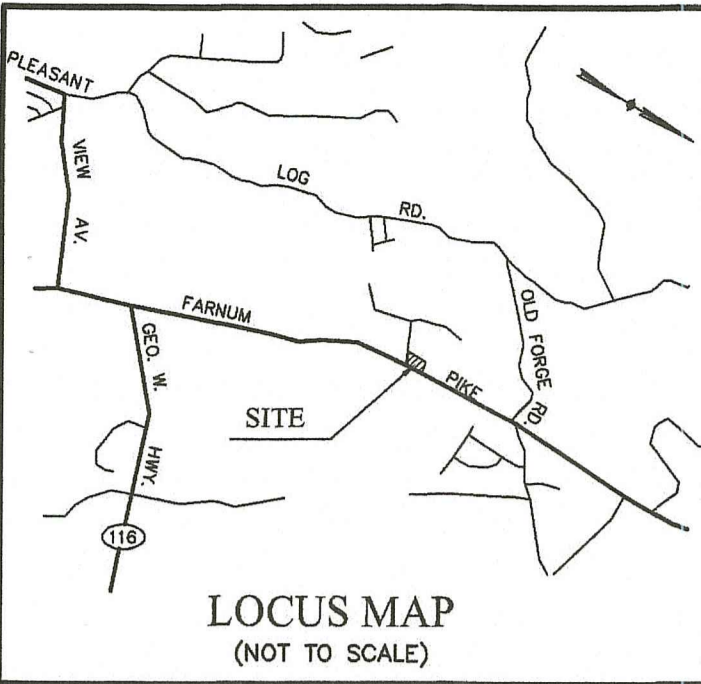 PLEASANT
VIEW
AV.
LOG
RD.
FARNUM
PIKE
OLD FORGE
RD.
GEO. W.
HWY.
SITE
116
LOCUS MAP
(NOT TO SCALE)